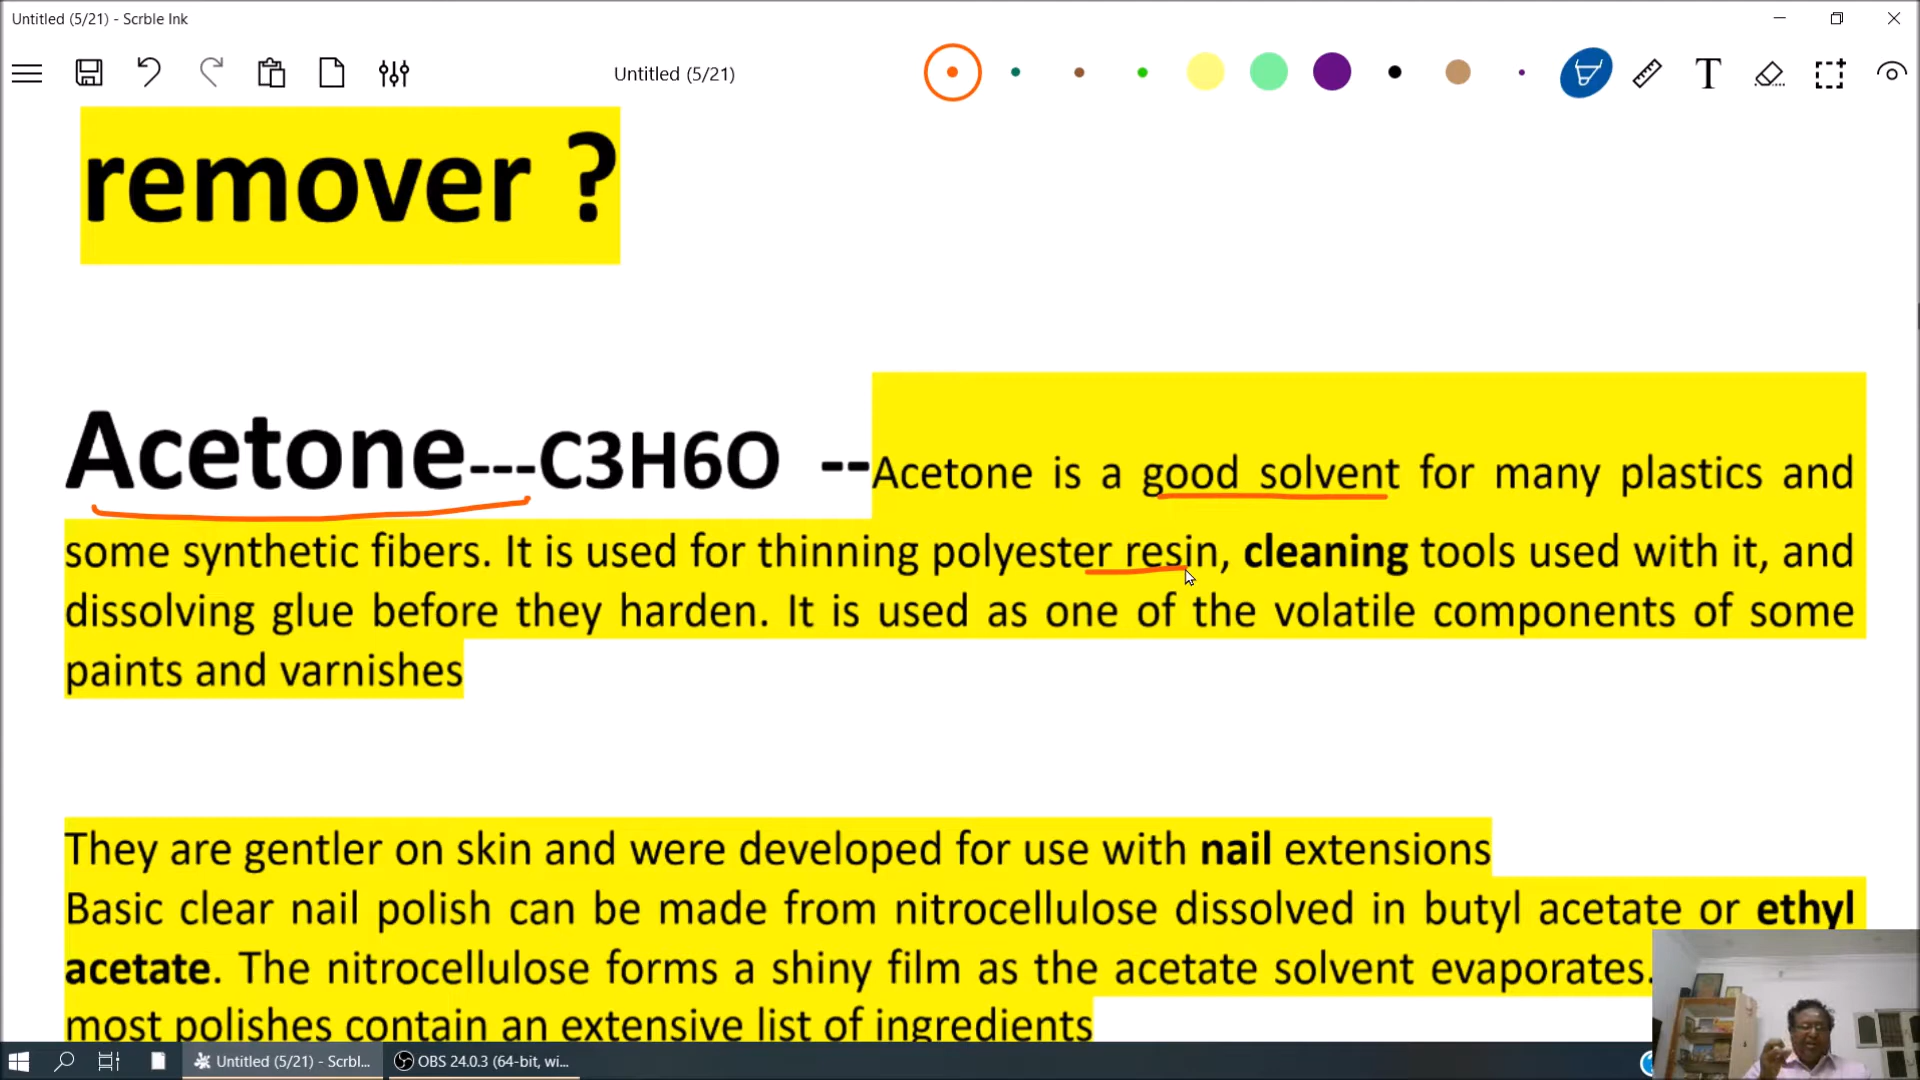 Untitled (5/21) - Scrble Ink
Untitled (5/21)
T
remover ?
Acetone---C3H6O --Acetone is a good solvent for many plastics and
some synthetic fibers. It is used for thinning polyester resin, cleaning tools used with it, and
dissolving glue before they harden. It is used as one of the volatile components of some
paints and varnishes
They are gentler on skin and were developed for use with nail extensions
Basic clear nail polish can be made from nitrocellulose dissolved in butyl acetate or ethyl
acetate. The nitrocellulose forms a shiny film as the acetate solvent evaporates.
most polishes contain an extensive list of ingredients
Untitled (5/21) - Scrbl...
OBS 24.0.3 (64-bit, wi...